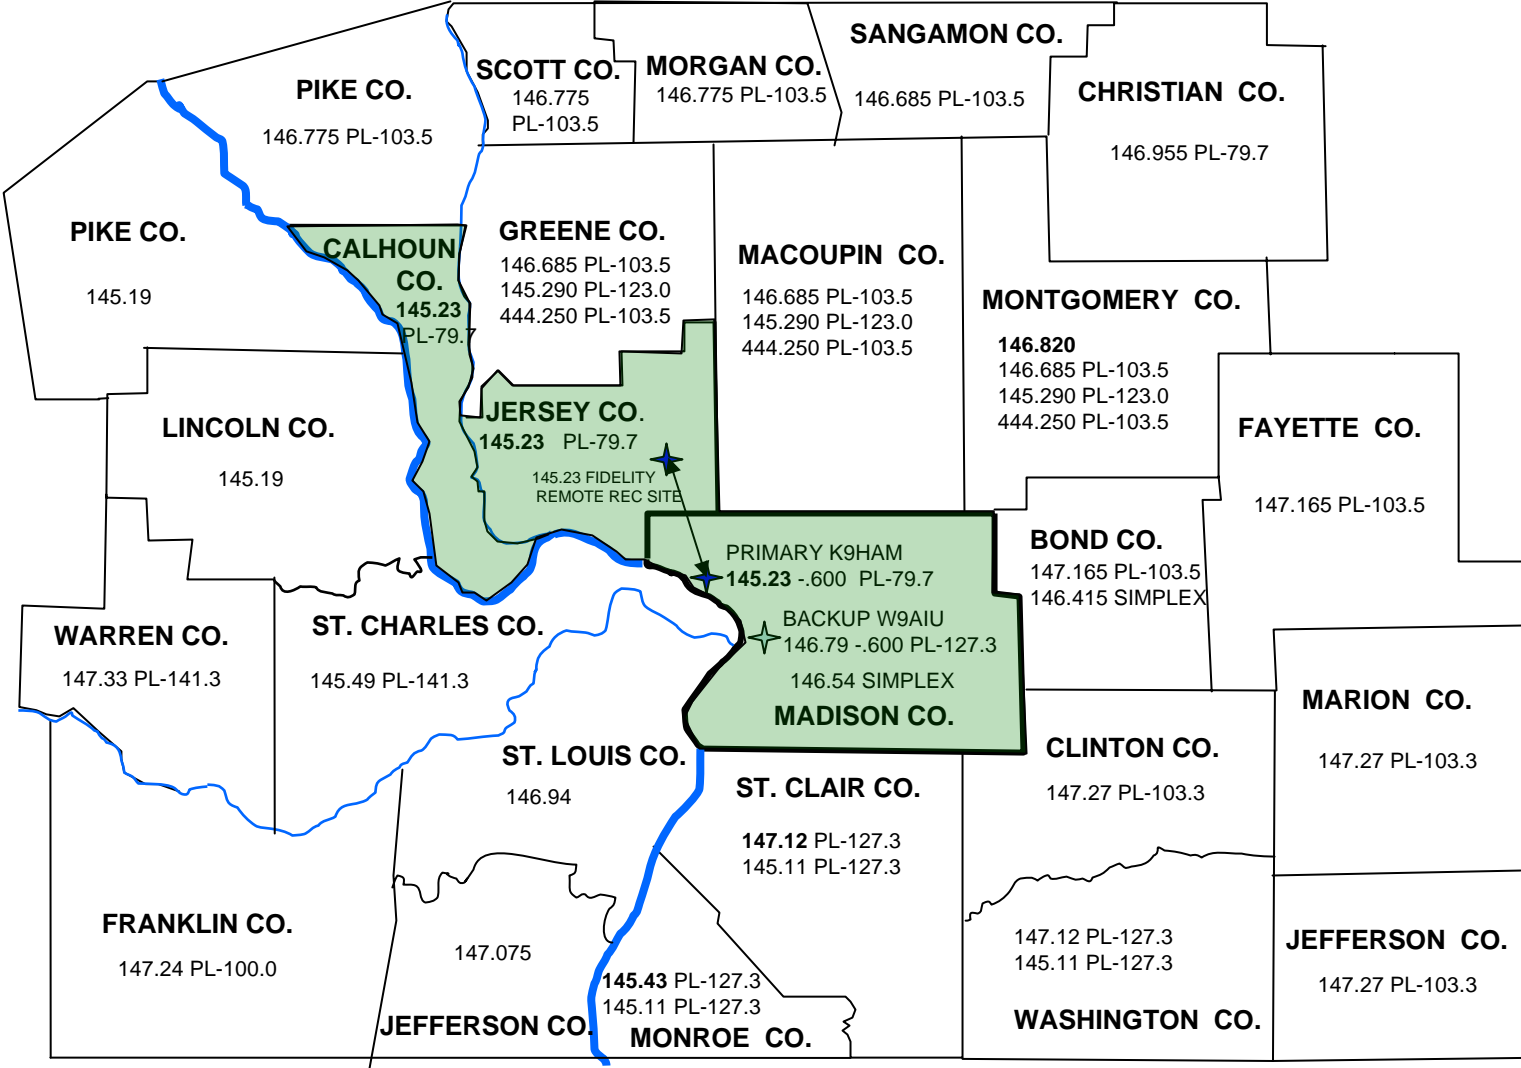 SANGAMON CO.
146.685 PL-103.5
MORGAN CO.
146.775 PL-103.5
SCOTT CO.
146.775
PL-103.5
PIKE CO.
146.775 PL-103.5
CHRISTIAN CO.
146.955 PL-79.7
PIKE CO.
145.19
CALHOUN
CO.
145.23
PL-79.7
GREENE CO.
146.685 PL-103.5
145.290 PL-123.0
444.250 PL-103.5
MACOUPIN CO.
146.685 PL-103.5
145.290 PL-123.0
444.250 PL-103.5
MONTGOMERY CO.
146.820
146.685 PL-103.5
145.290 PL-123.0
444.250 PL-103.5
LINCOLN CO.
145.19
JERSEY CO.
145.23 PL-79.7
145.23 FIDELITY
REMOTE REC SITE
FAYETTE CO.
147.165 PL-103.5
BOND CO.
147.165 PL-103.5
146.415 SIMPLEX
PRIMARY K9HAM
145.23 -.600 PL-79.7
BACKUP W9AIU
146.79 -.600 PL-127.3
146.54 SIMPLEX
MADISON CO.
WARREN CO.
147.33 PL-141.3
ST. CHARLES CO.
145.49 PL-141.3
ST. LOUIS CO.
146.94
ST. CLAIR CO.
147.12 PL-127.3
145.11 PL-127.3
CLINTON CO.
147.27 PL-103.3
MARION CO.
147.27 PL-103.3
FRANKLIN CO.
147.24 PL-100.0
147.075
JEFFERSON CO.
145.43 PL-127.3
145.11 PL-127.3
MONROE CO.
147.12 PL-127.3
145.11 PL-127.3
WASHINGTON CO.
JEFFERSON CO.
147.27 PL-103.3